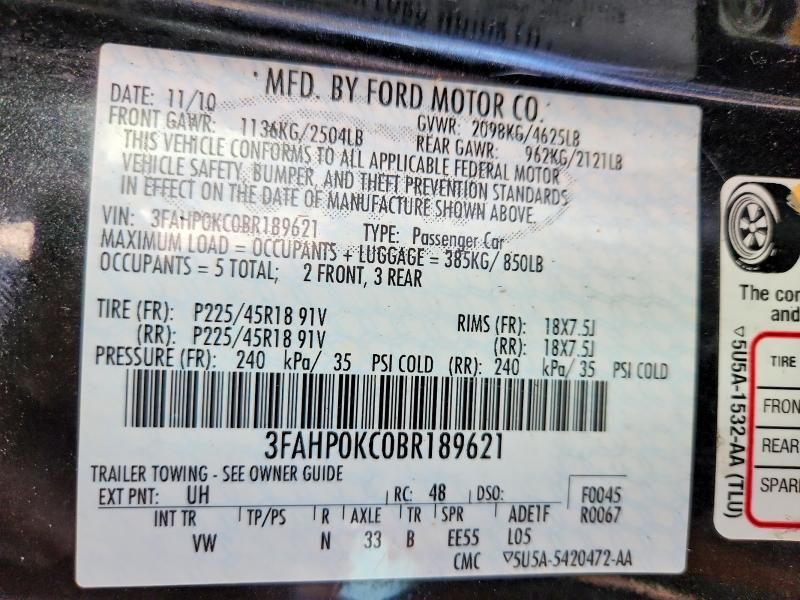 MFD. BY FORD MOTOR CO.
DATE: 11/10 GVWR: 2098KG/4625LB
FRONT GAWR: 1136KG/2504LB REAR GAWR: 962KG/2121LB
THIS VEHICLE CONFORMS TO ALL APPLICABLE FEDERAL MOTOR
VEHICLE SAFETY, BUMPER, AND THEFT PREVENTION STANDARDS
IN EFFECT ON THE DATE OF MANUFACTURE SHOWN ABOVE.
VIN: 3FAHP0KC0BR189621 TYPE: Passenger Car
MAXIMUM LOAD = OCCUPANTS + LUGGAGE = 385KG/ 850LB
OCCUPANTS = 5 TOTAL; 2 FRONT, 3 REAR
TIRE (FR): P225/45R18 91V RIMS (FR): 18X7.5J
(RR): P225/45R18 91V (RR): 18X7.5J
PRESSURE (FR): 240 kPa/ 35 PSI COLD (RR): 240 kPa/ 35 PSI COLD
3FAHP0KC0BR189621
TRAILER TOWING - SEE OWNER GUIDE
EXT PNT: UH RC: 48 DSO: F0045
INT TR TP/PS R AXLE TR SPR ADE1F R0067
VW N 33 B EE55 L05
CMC ▽5U5A-5420472-AA
The con
and
▽5U5A-1532-AA (TLU)
TIRE
FRON
REAR
SPAR